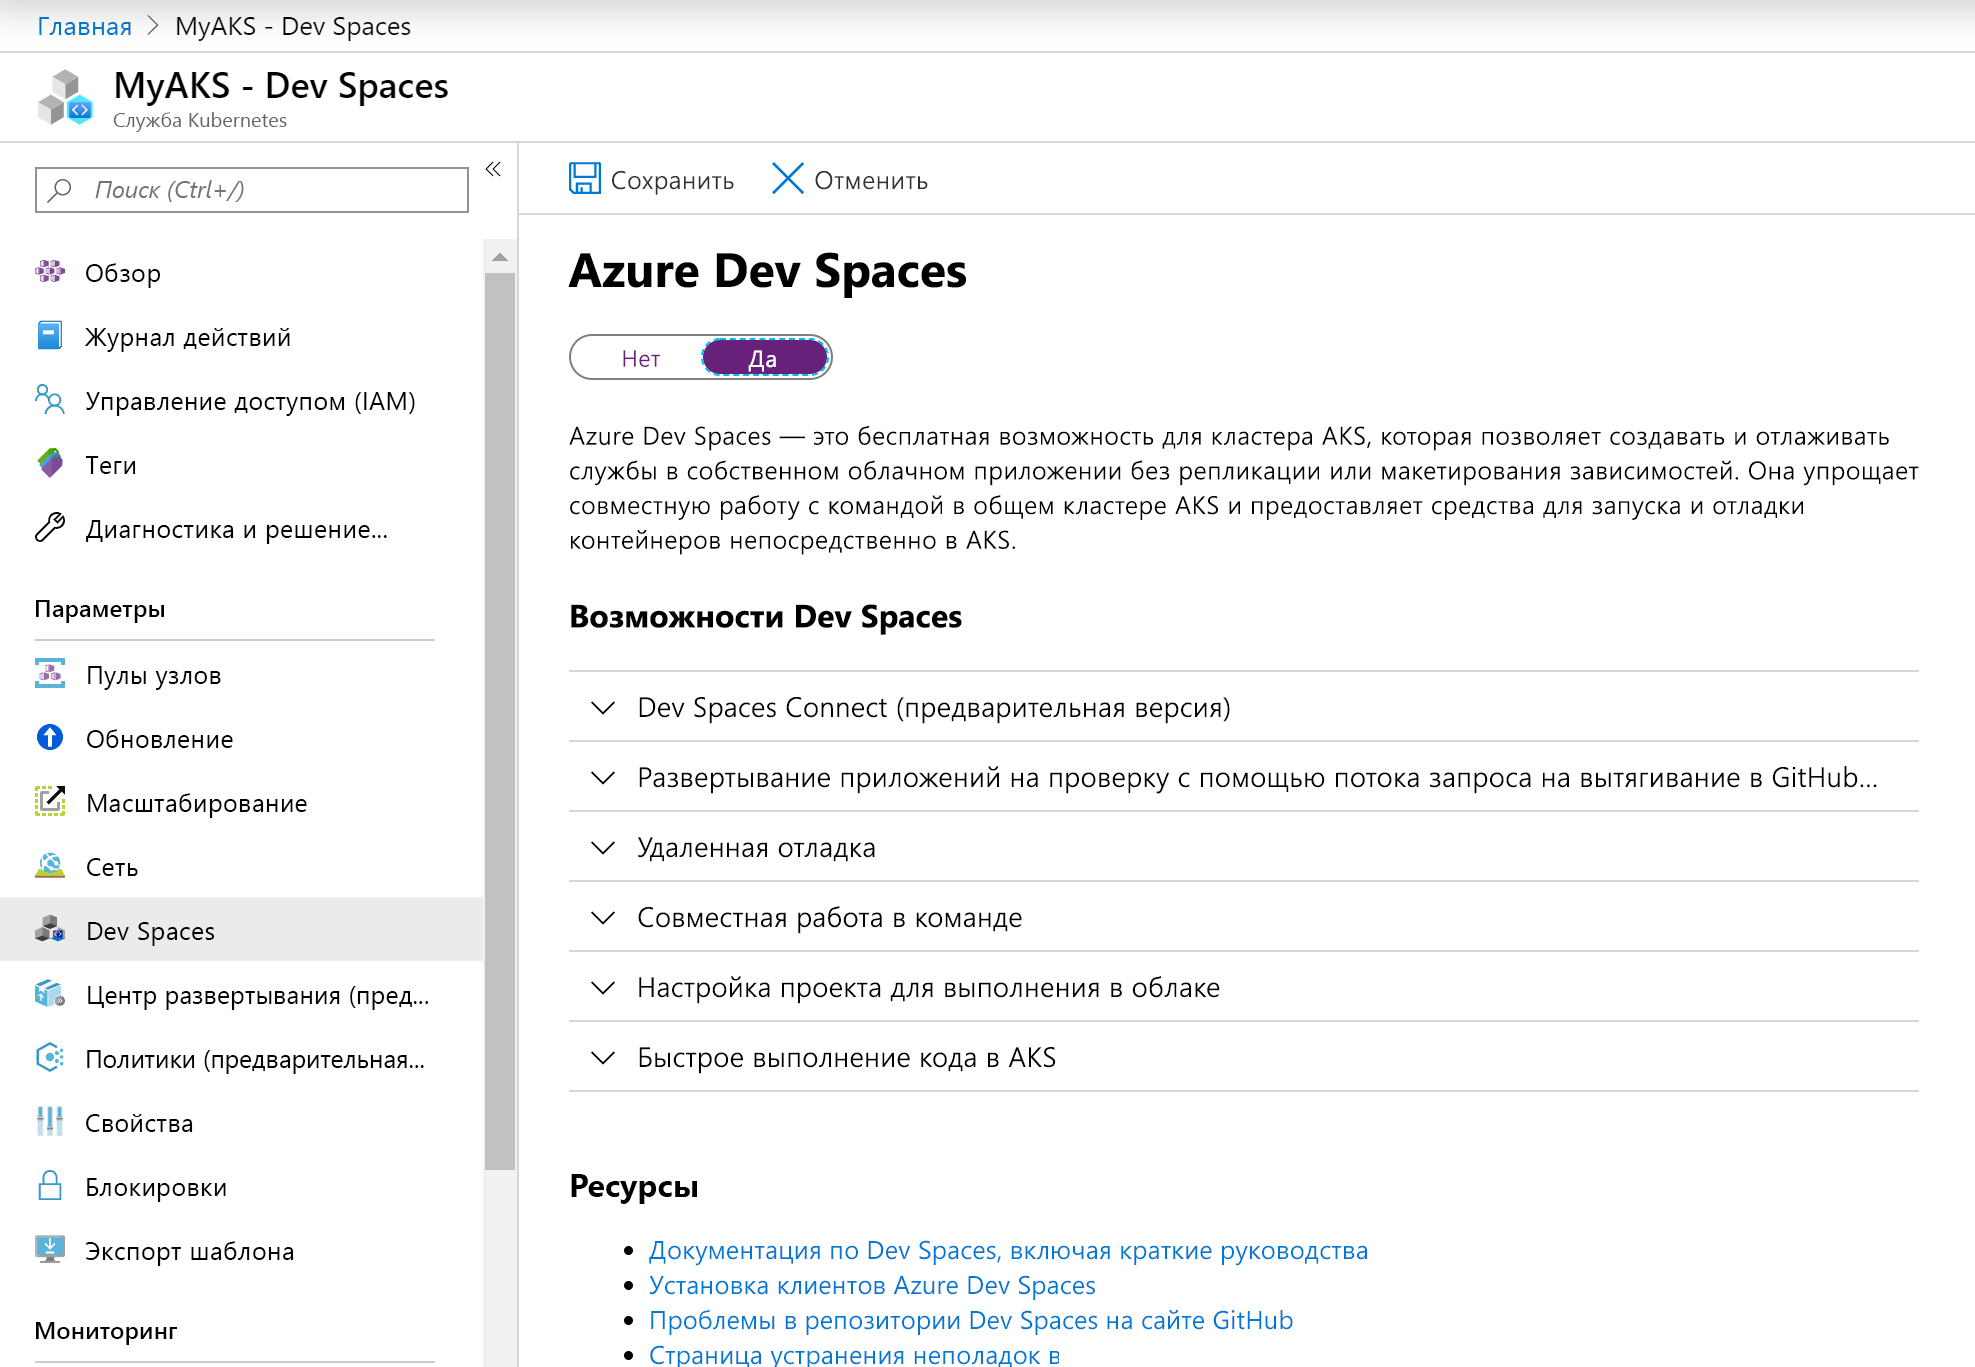 Главная > MyAKS - Dev Spaces
MyAKS - Dev Spaces
Служба Kubernetes
Поиск (Ctrl+/)
«
Обзор
Журнал действий
Управление доступом (IAM)
Теги
Диагностика и решение...
Параметры
Пулы узлов
Обновление
Масштабирование
Сеть
Dev Spaces
Центр развертывания (пред...
Политики (предварительная...
Свойства
Блокировки
Экспорт шаблона
Мониторинг
Сохранить
Отменить
Azure Dev Spaces
Нет
Да
Azure Dev Spaces — это бесплатная возможность для кластера AKS, которая позволяет создавать и отлаживать
службы в собственном облачном приложении без репликации или макетирования зависимостей. Она упрощает
совместную работу с командой в общем кластере AKS и предоставляет средства для запуска и отладки
контейнеров непосредственно в AKS.
Возможности Dev Spaces
Dev Spaces Connect (предварительная версия)
Развертывание приложений на проверку с помощью потока запроса на вытягивание в GitHub...
Удаленная отладка
Совместная работа в команде
Настройка проекта для выполнения в облаке
Быстрое выполнение кода в AKS
Ресурсы
• Документация по Dev Spaces, включая краткие руководства
• Установка клиентов Azure Dev Spaces
• Проблемы в репозитории Dev Spaces на сайте GitHub
• Страница устранения неполадок в